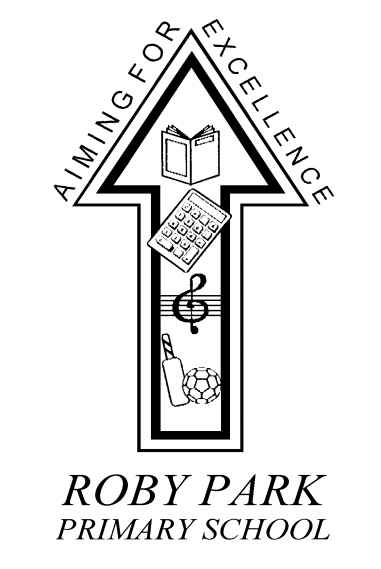 AIMING FOR EXCELLENCE
ROBY PARK
PRIMARY SCHOOL